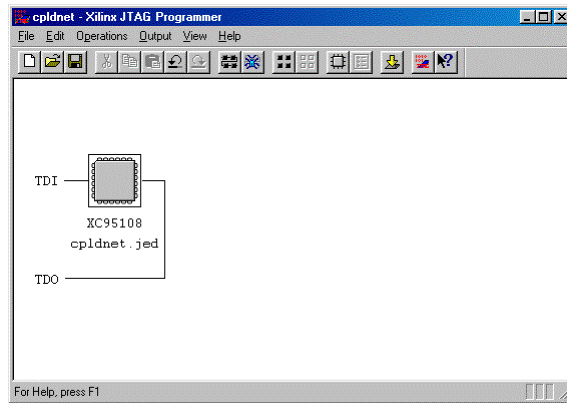 cpldnet - Xilinx JTAG Programmer
File Edit Operations Output View Help
TDI
XC95108
cpldnet.jed
TDO
For Help, press F1